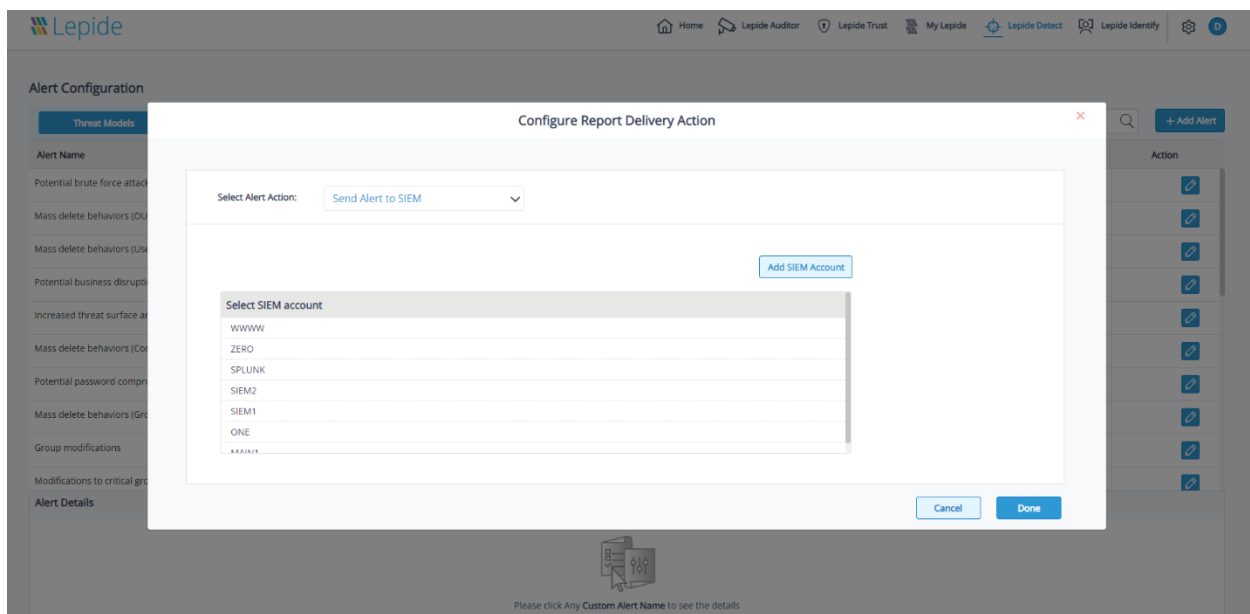 Lepide
Home Lepide Auditor Lepide Trust My Lepide Lepide Detect Lepide Identify D
Alert Configuration
Threat Models + Add Alert
Alert Name Action
Potential brute force attack
Mass delete behaviors (OU
Mass delete behaviors (Use
Potential business disrupti
Increased threat surface
Mass delete behaviors (Con
Potential password compro
Mass delete behaviors (Gro
Group modifications
Modifications to critical gro
Alert Details
Configure Report Delivery Action
Select Alert Action: Send Alert to SIEM
Add SIEM Account
Select SIEM account
WWWW
ZERO
SPLUNK
SIEM2
SIEM1
ONE
MAIN1
Cancel Done
Please click Any Custom Alert Name to see the details